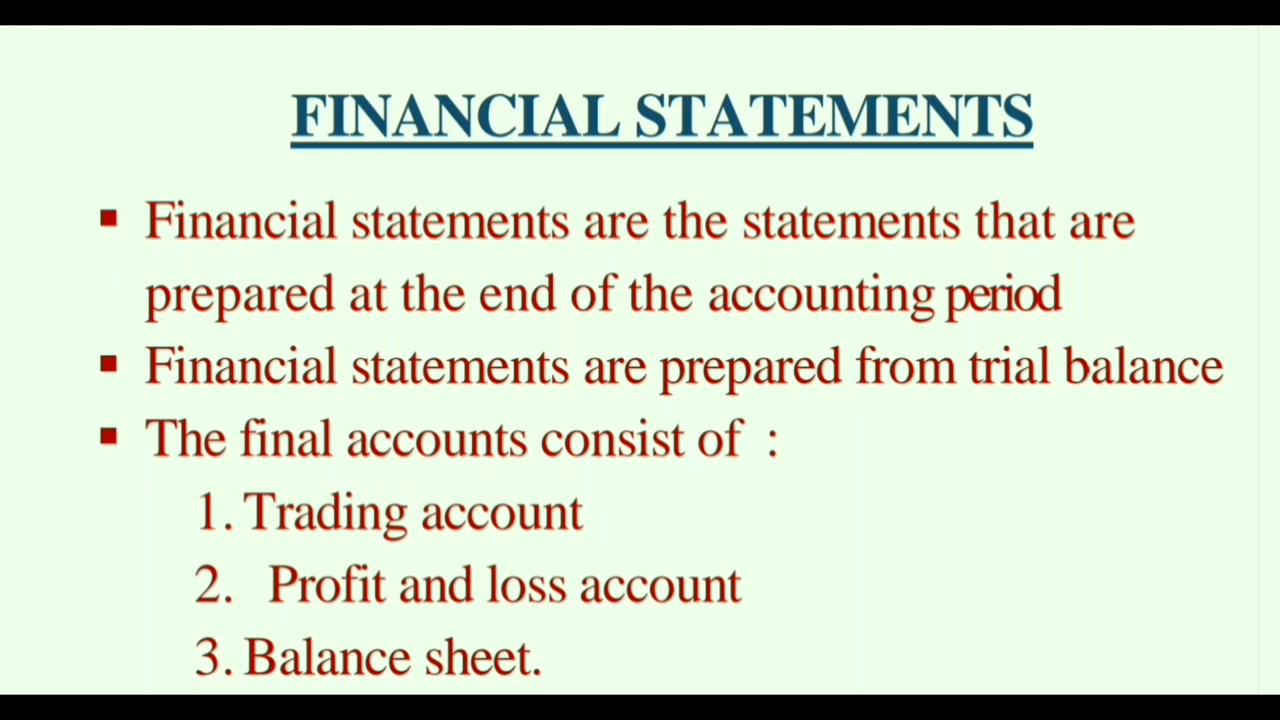 FINANCIAL STATEMENTS
▪ Financial statements are the statements that are
prepared at the end of the accounting period
▪ Financial statements are prepared from trial balance
▪ The final accounts consist of :
1. Trading account
2. Profit and loss account
3. Balance sheet.